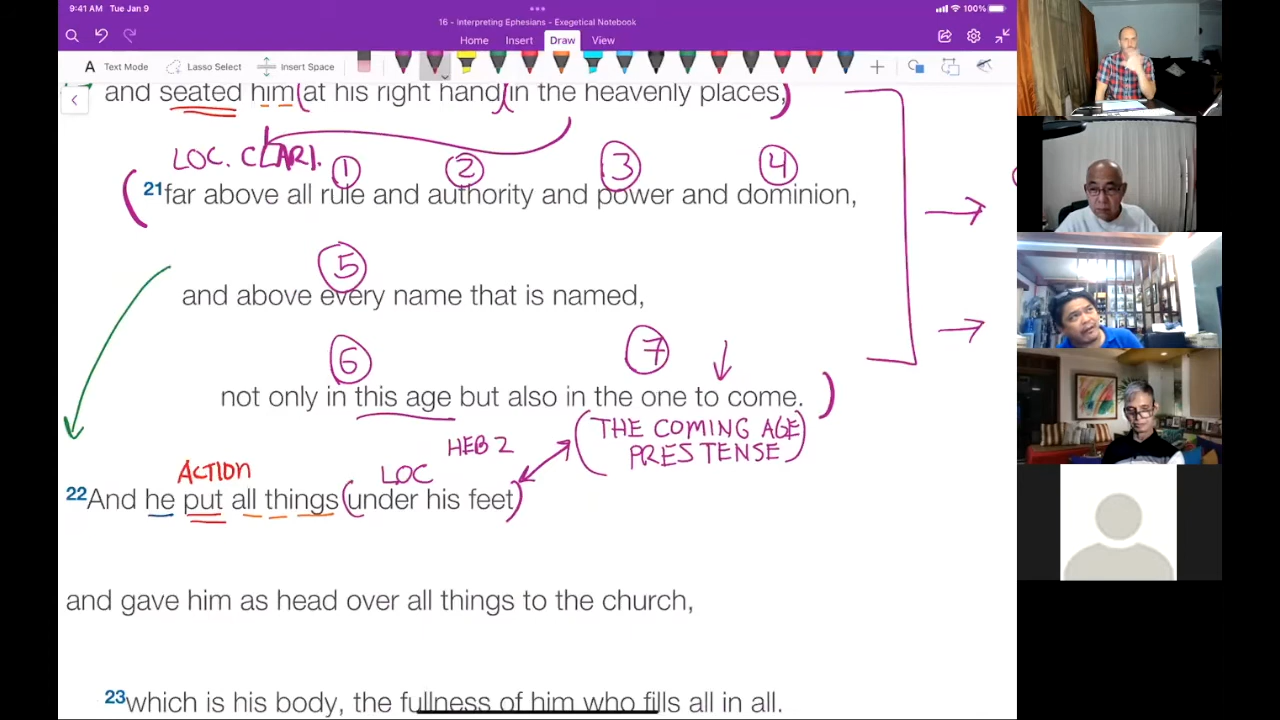 9:41 AM Tue Jan 9
100%
16 - Interpreting Ephesians - Exegetical Notebook
Home Insert Draw View
A Text Mode Lasso Select Insert Space
and seated him (at his right hand) (in the heavenly places,)
LOC. CLARI. 1 2 3 4
(21 far above all rule and authority and power and dominion,
5
and above every name that is named,
6 7
not only in this age but also in the one to come.)
HEB 2 (THE COMING AGE
PRES TENSE)
ACTION LOC
22 And he put all things (under his feet)
and gave him as head over all things to the church,
23 which is his body, the fullness of him who fills all in all.